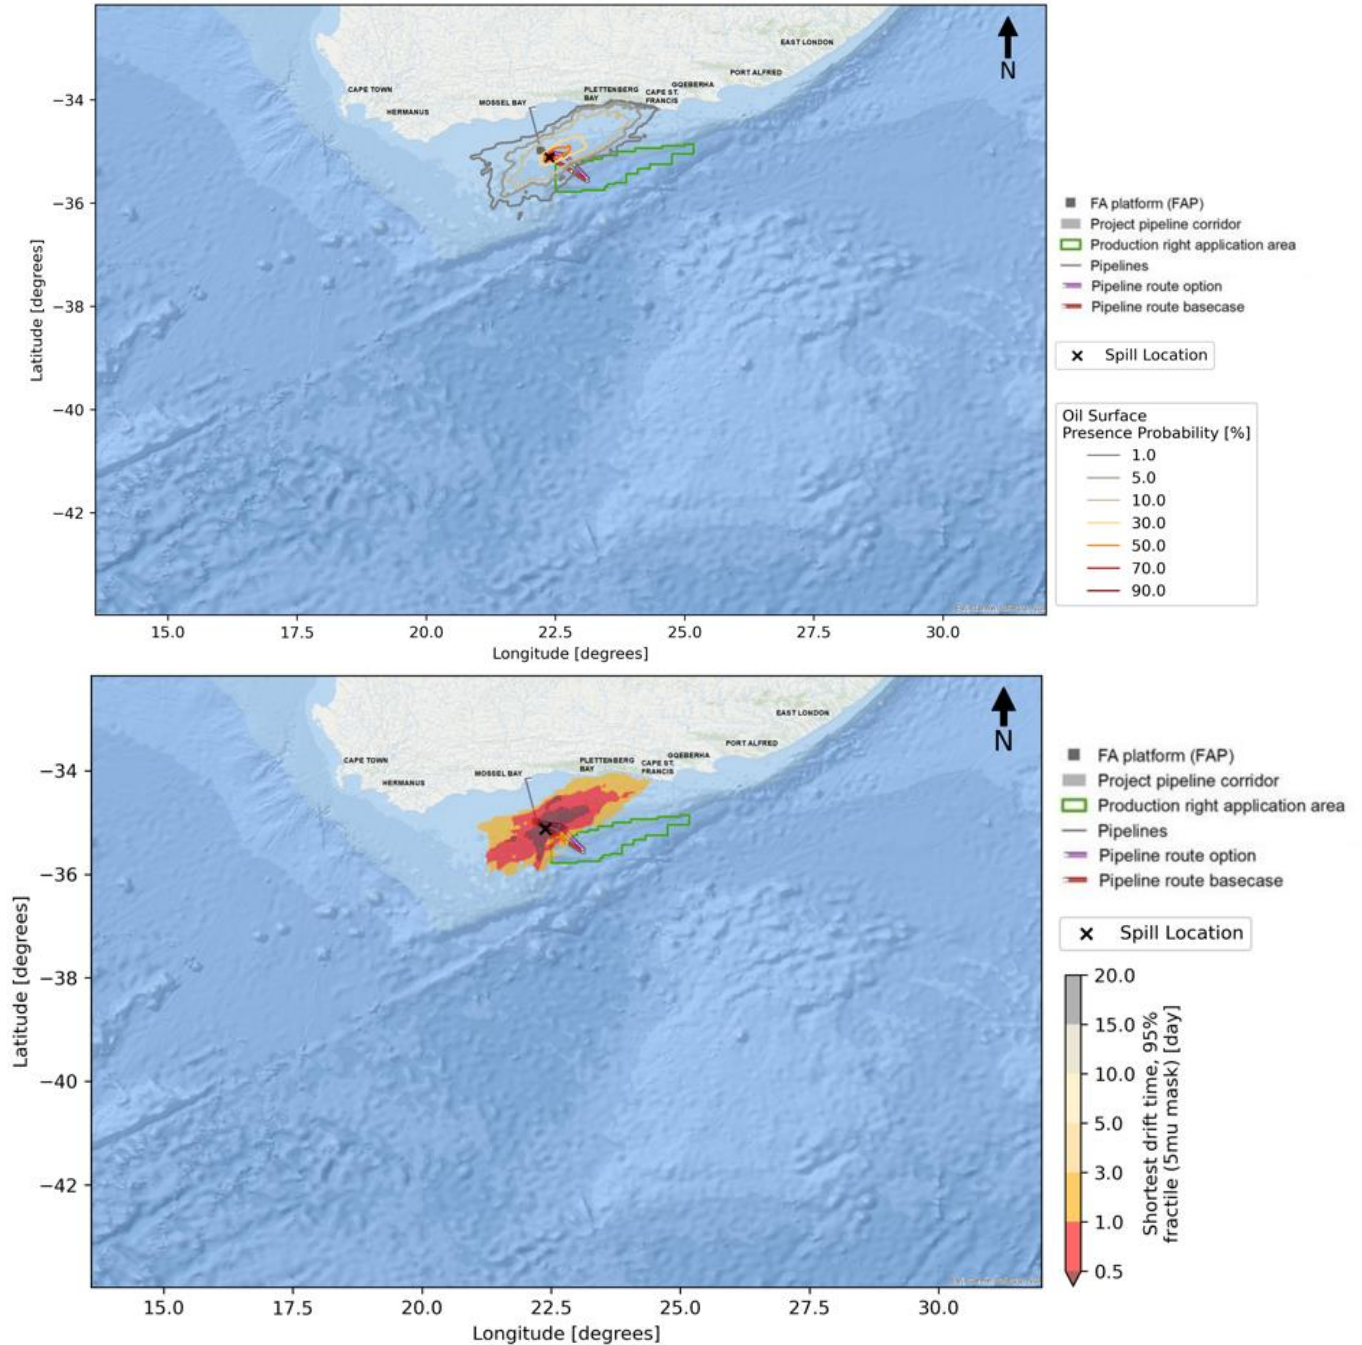 EAST LONDON
PORT ALFRED
GQEBERHA
PLETTENBERG
BAY
CAPE ST.
FRANCIS
CAPE TOWN
MOSSEL BAY
HERMANUS
N
−34
−36
−38
−40
−42
Latitude [degrees]
15.0 17.5 20.0 22.5 25.0 27.5 30.0
Longitude [degrees]
FA platform (FAP)
Project pipeline corridor
Production right application area
Pipelines
Pipeline route option
Pipeline route basecase
Spill Location
Oil Surface
Presence Probability [%]
1.0
5.0
10.0
30.0
50.0
70.0
90.0
EAST LONDON
PORT ALFRED
GQEBERHA
PLETTENBERG
BAY
CAPE ST.
FRANCIS
CAPE TOWN
MOSSEL BAY
HERMANUS
N
−34
−36
−38
−40
−42
Latitude [degrees]
15.0 17.5 20.0 22.5 25.0 27.5 30.0
Longitude [degrees]
FA platform (FAP)
Project pipeline corridor
Production right application area
Pipelines
Pipeline route option
Pipeline route basecase
Spill Location
20.0
15.0
10.0
5.0
3.0
1.0
0.5
Shortest drift time, 95%
fractile (5mu mask) [day]